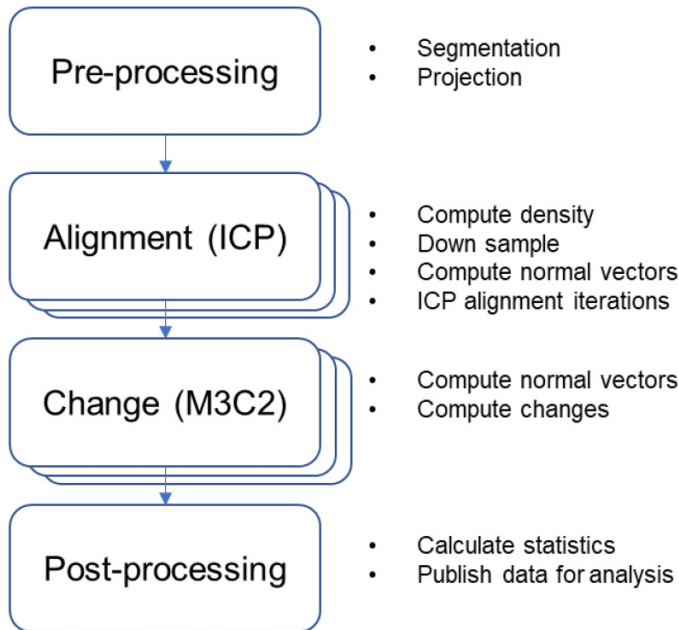 Pre-processing
• Segmentation
• Projection
Alignment (ICP)
• Compute density
• Down sample
• Compute normal vectors
• ICP alignment iterations
Change (M3C2)
• Compute normal vectors
• Compute changes
Post-processing
• Calculate statistics
• Publish data for analysis